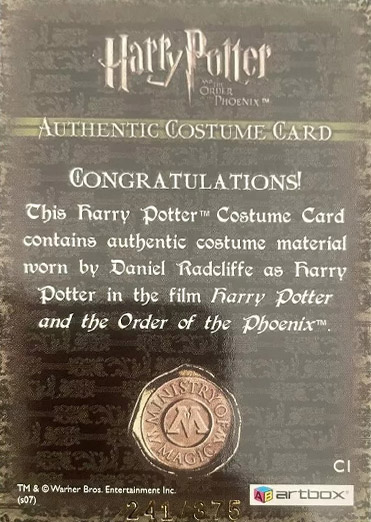 Harry Potter
AND THE
ORDER
OF THE
PHOENIX™
AUTHENTIC COSTUME CARD
CONGRATULATIONS!
This Harry Potter™ Costume Card
contains authentic costume material
worn by Daniel Radcliffe as Harry
Potter in the film Harry Potter
and the Order of the Phoenix™.
MINISTRY OF
MAGIC
M
C1
TM & © Warner Bros. Entertainment Inc.
(s07)
AB artbox®
241/375